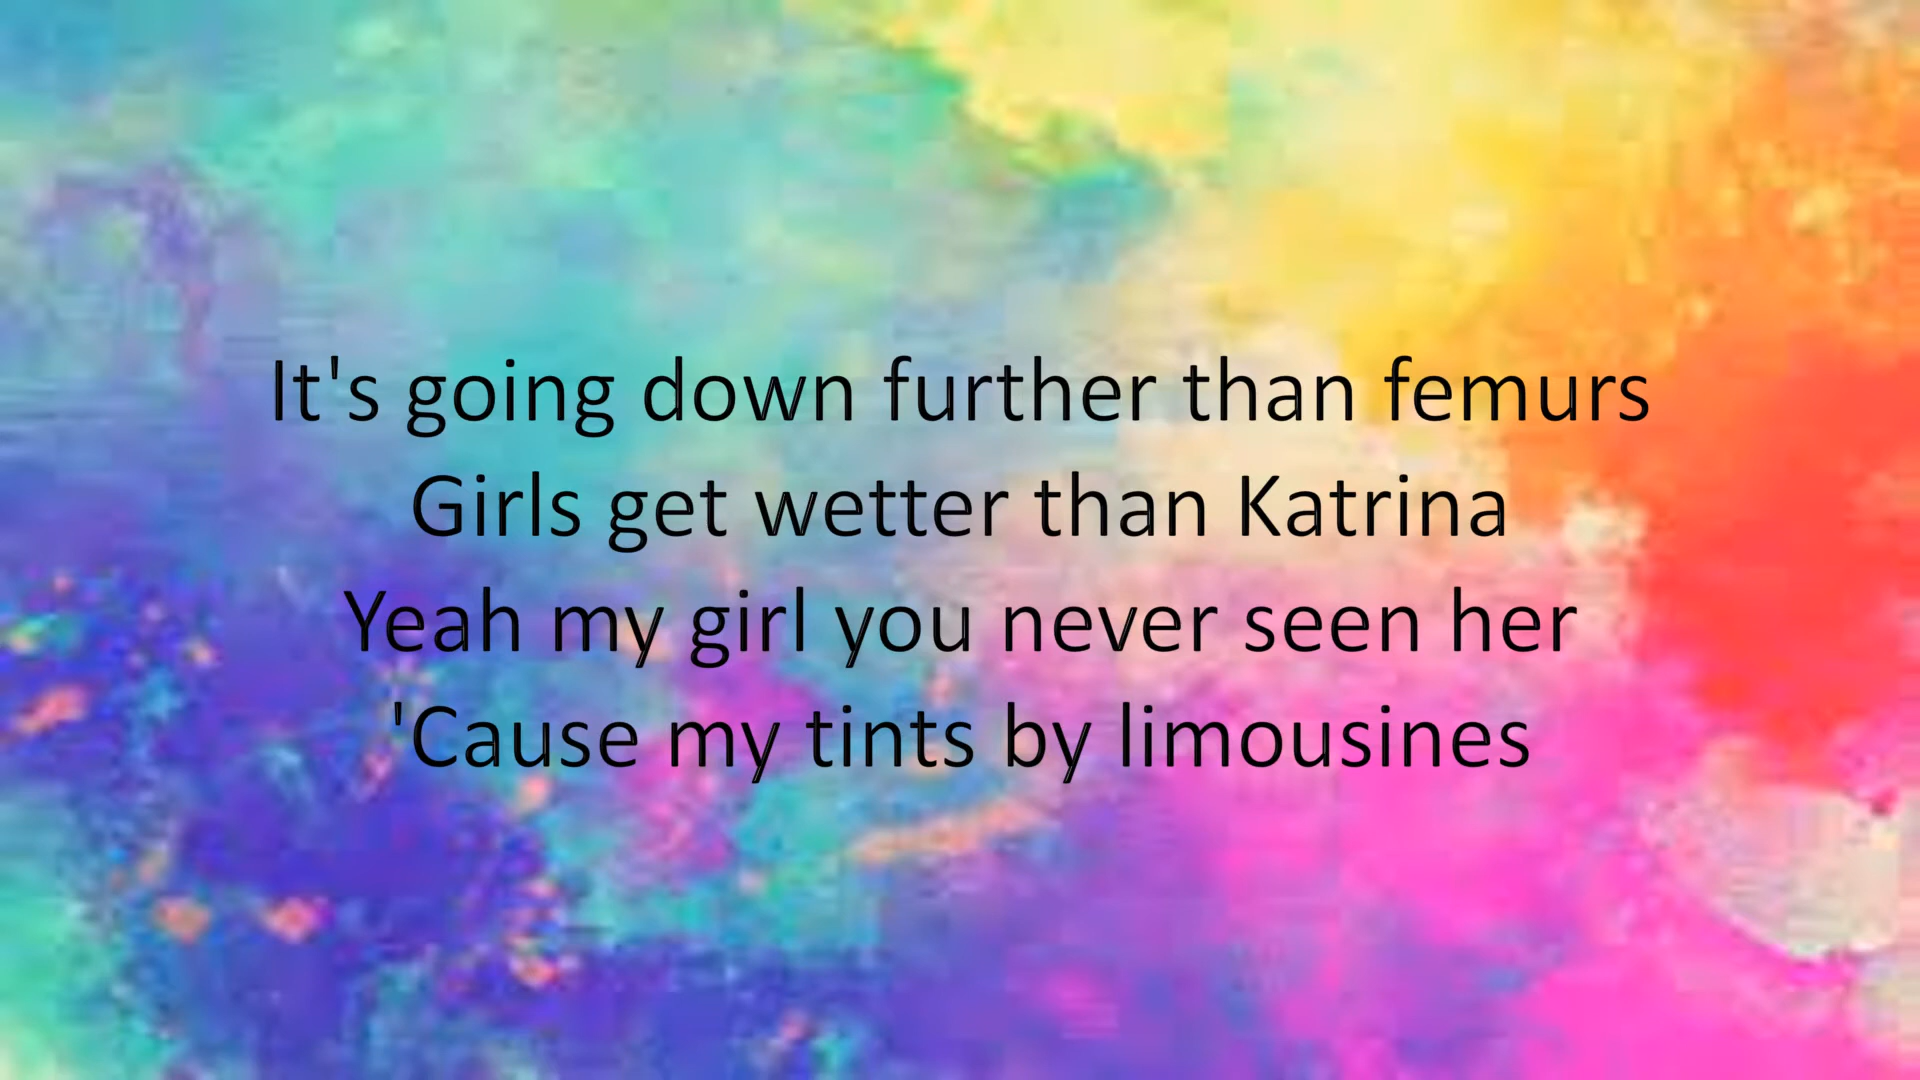 It's going down further than femurs
Girls get wetter than Katrina
Yeah my girl you never seen her
'Cause my tints by limousines